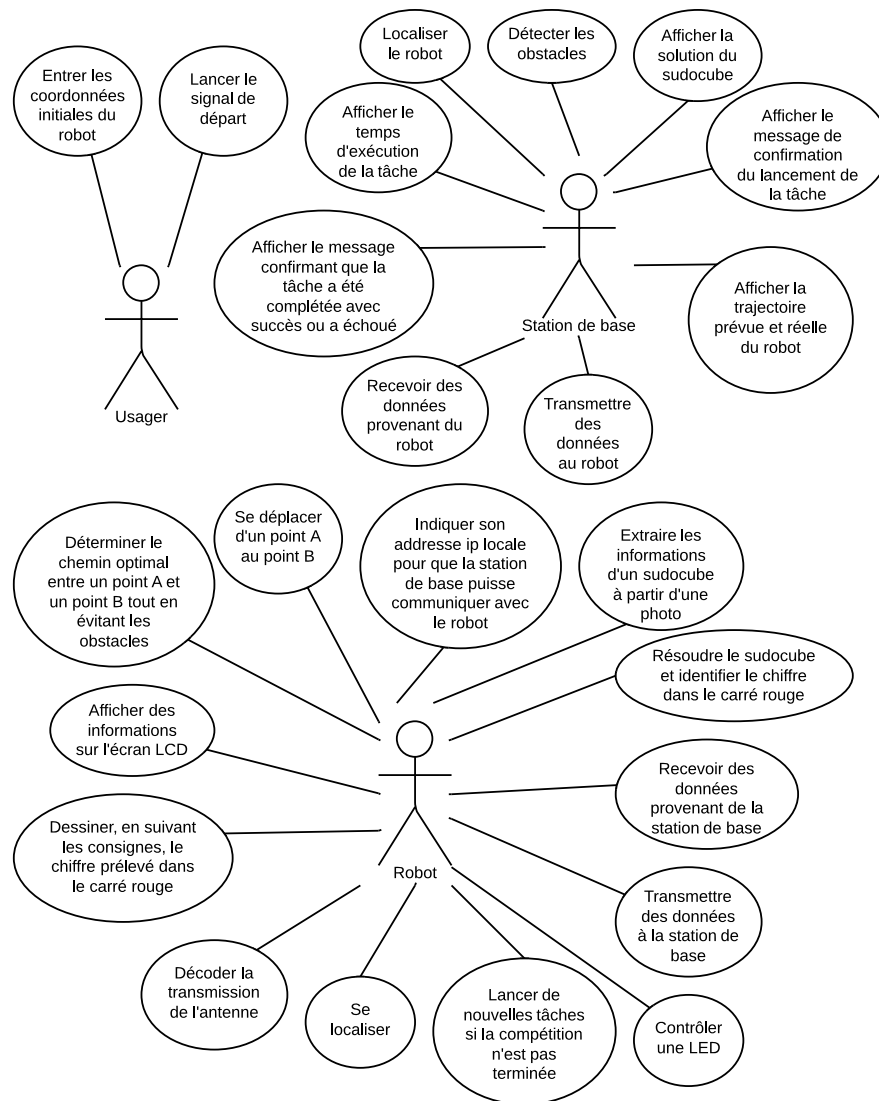 Entrer les
coordonnées
initiales du
robot
Lancer le
signal de
départ
Usager
Localiser
le robot
Détecter les
obstacles
Afficher la
solution du
sudocube
Afficher le
temps
d'exécution
de la tâche
Afficher le
message de
confirmation
du lancement de
la tâche
Afficher le message
confirmant que la
tâche a été
complétée avec
succès ou a échoué
Afficher la
trajectoire
prévue et réelle
du robot
Station de base
Recevoir des
données
provenant du
robot
Transmettre
des
données
au robot
Déterminer le
chemin optimal
entre un point A et
un point B tout en
évitant les
obstacles
Se déplacer
d'un point A
au point B
Indiquer son
addresse ip locale
pour que la station
de base puisse
communiquer avec
le robot
Extraire les
informations
d'un sudocube
à partir d'une
photo
Résoudre le sudocube
et identifier le chiffre
dans le carré rouge
Afficher des
informations
sur l'écran LCD
Recevoir des
données
provenant de la
station de base
Dessiner, en suivant
les consignes, le
chiffre prélevé dans
le carré rouge
Robot
Transmettre
des données
à la station de
base
Décoder la
transmission
de l'antenne
Se
localiser
Lancer de
nouvelles tâches
si la compétition
n'est pas
terminée
Contrôler
une LED